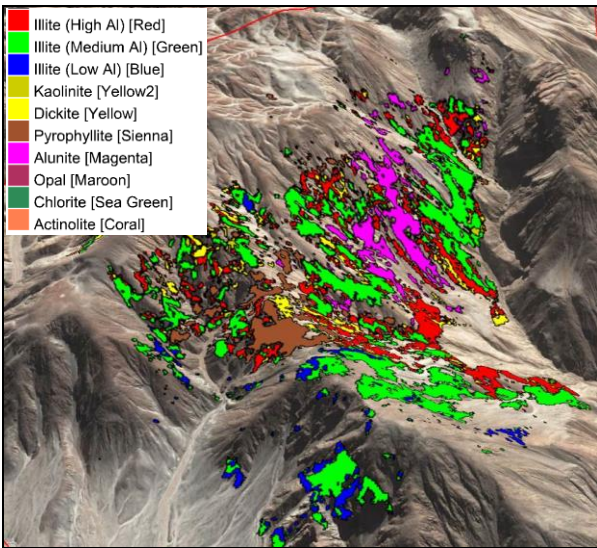 Illite (High Al) [Red]
Illite (Medium Al) [Green]
Illite (Low Al) [Blue]
Kaolinite [Yellow2]
Dickite [Yellow]
Pyrophyllite [Sienna]
Alunite [Magenta]
Opal [Maroon]
Chlorite [Sea Green]
Actinolite [Coral]